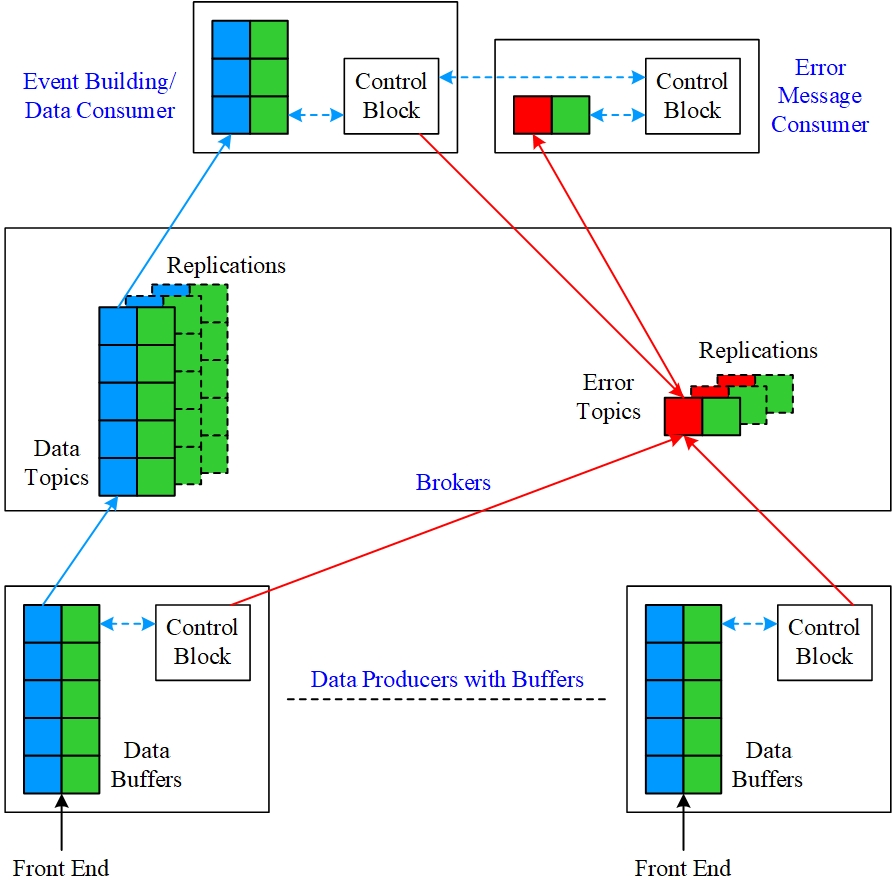 Event Building/
Data Consumer
Control
Block
Control
Block
Error
Message
Consumer
Replications
Data
Topics
Replications
Error
Topics
Brokers
Control
Block
Data
Buffers
Front End
Data Producers with Buffers
Control
Block
Data
Buffers
Front End